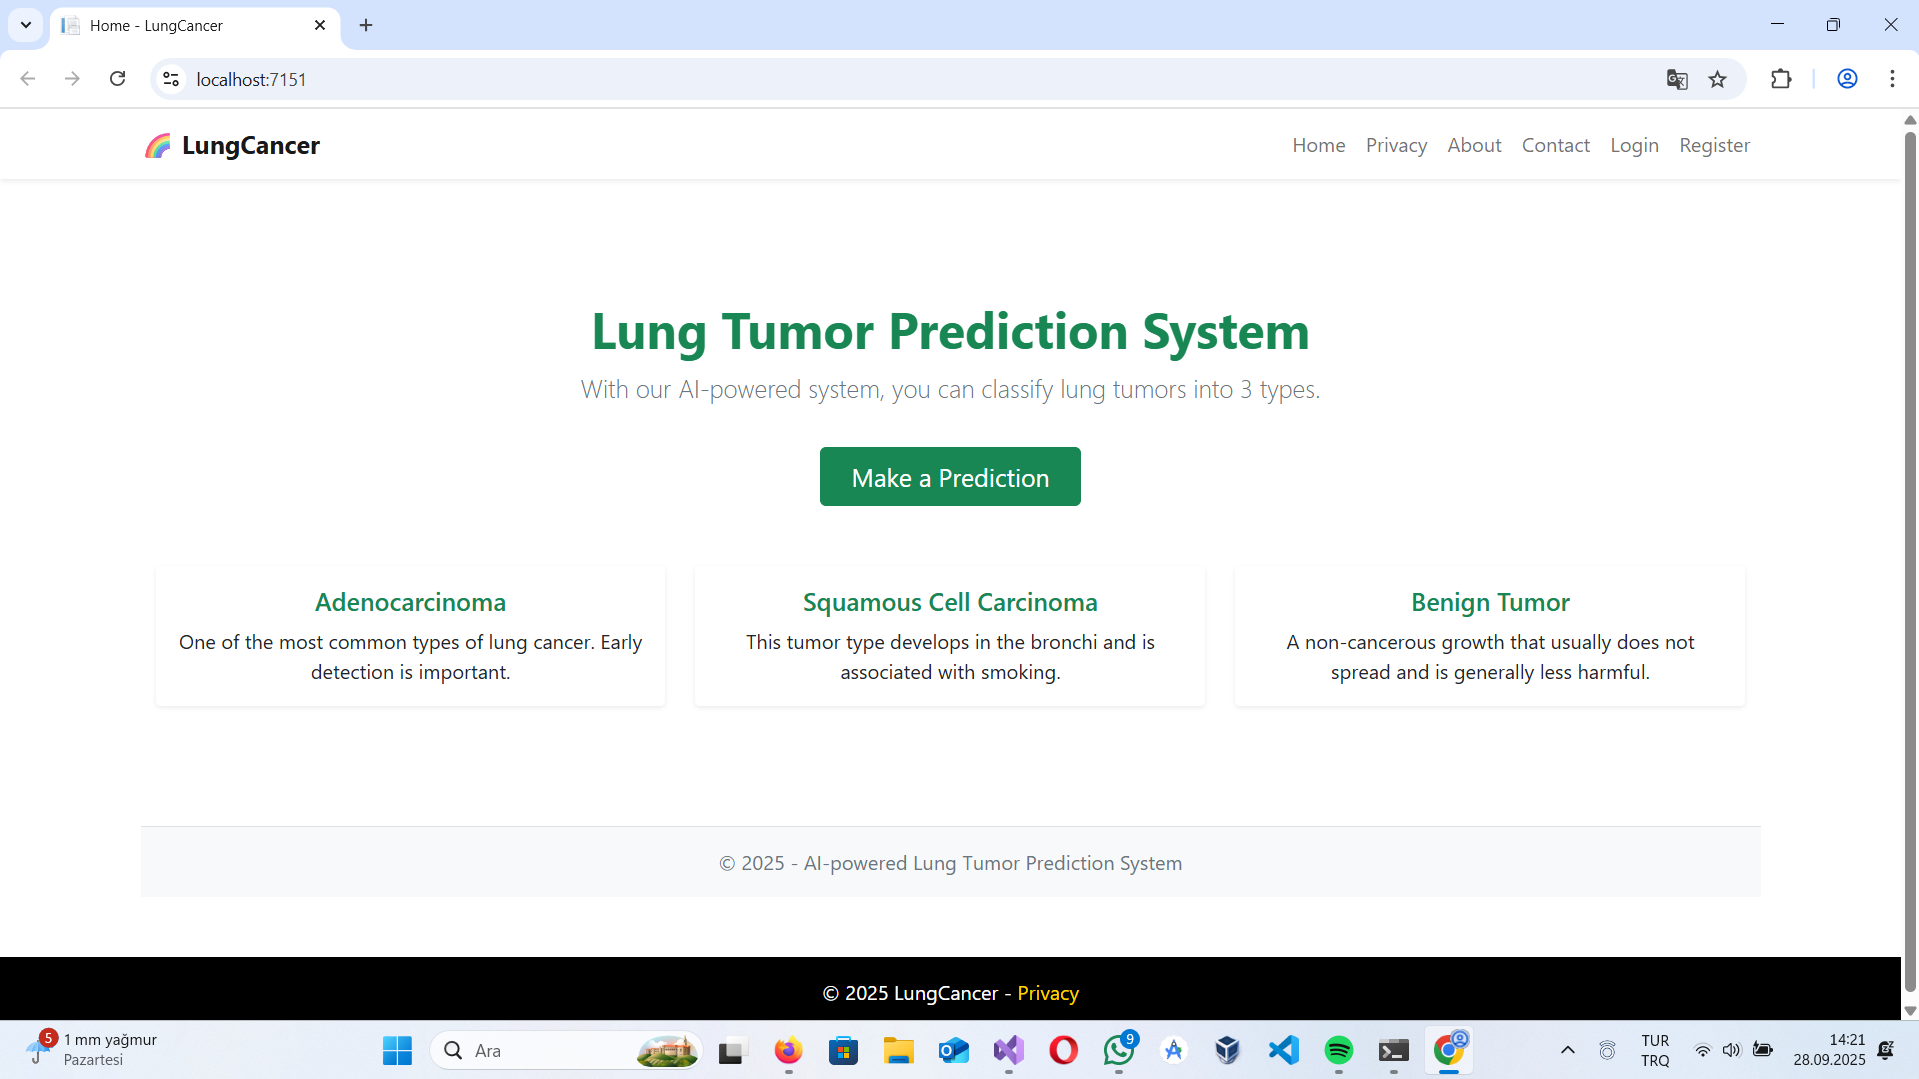 Home - LungCancer
localhost:7151
LungCancer
Home Privacy About Contact Login Register
Lung Tumor Prediction System
With our AI-powered system, you can classify lung tumors into 3 types.
Make a Prediction
Adenocarcinoma
One of the most common types of lung cancer. Early
detection is important.
Squamous Cell Carcinoma
This tumor type develops in the bronchi and is
associated with smoking.
Benign Tumor
A non-cancerous growth that usually does not
spread and is generally less harmful.
© 2025 - AI-powered Lung Tumor Prediction System
© 2025 LungCancer - Privacy
5
1 mm yağmur
Pazartesi
Ara
9
TUR
TRQ
14:21
28.09.2025